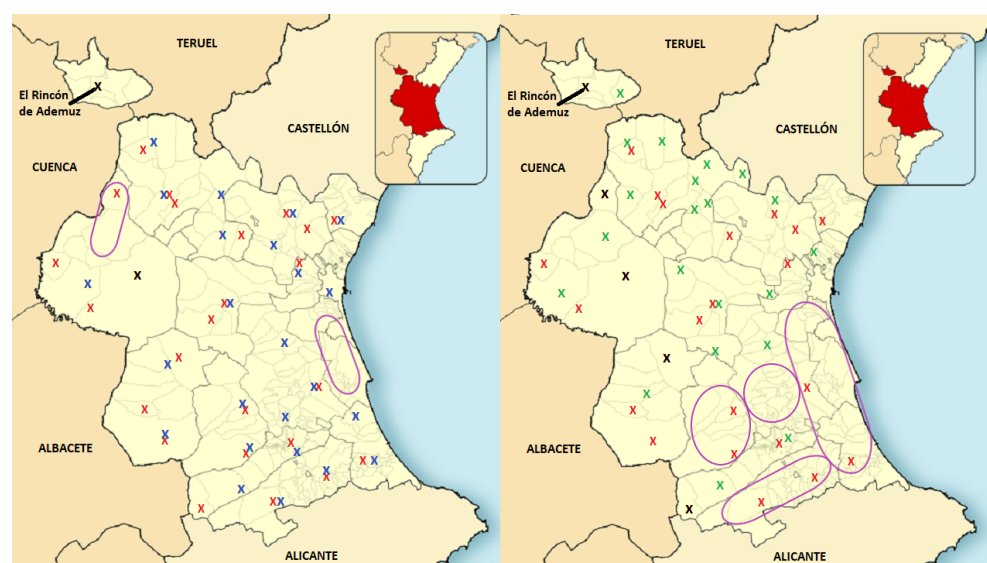 TERUEL
El Rincón
de Ademuz
CASTELLÓN
CUENCA
ALBACETE
ALICANTE
TERUEL
El Rincón
de Ademuz
CASTELLÓN
CUENCA
ALBACETE
ALICANTE